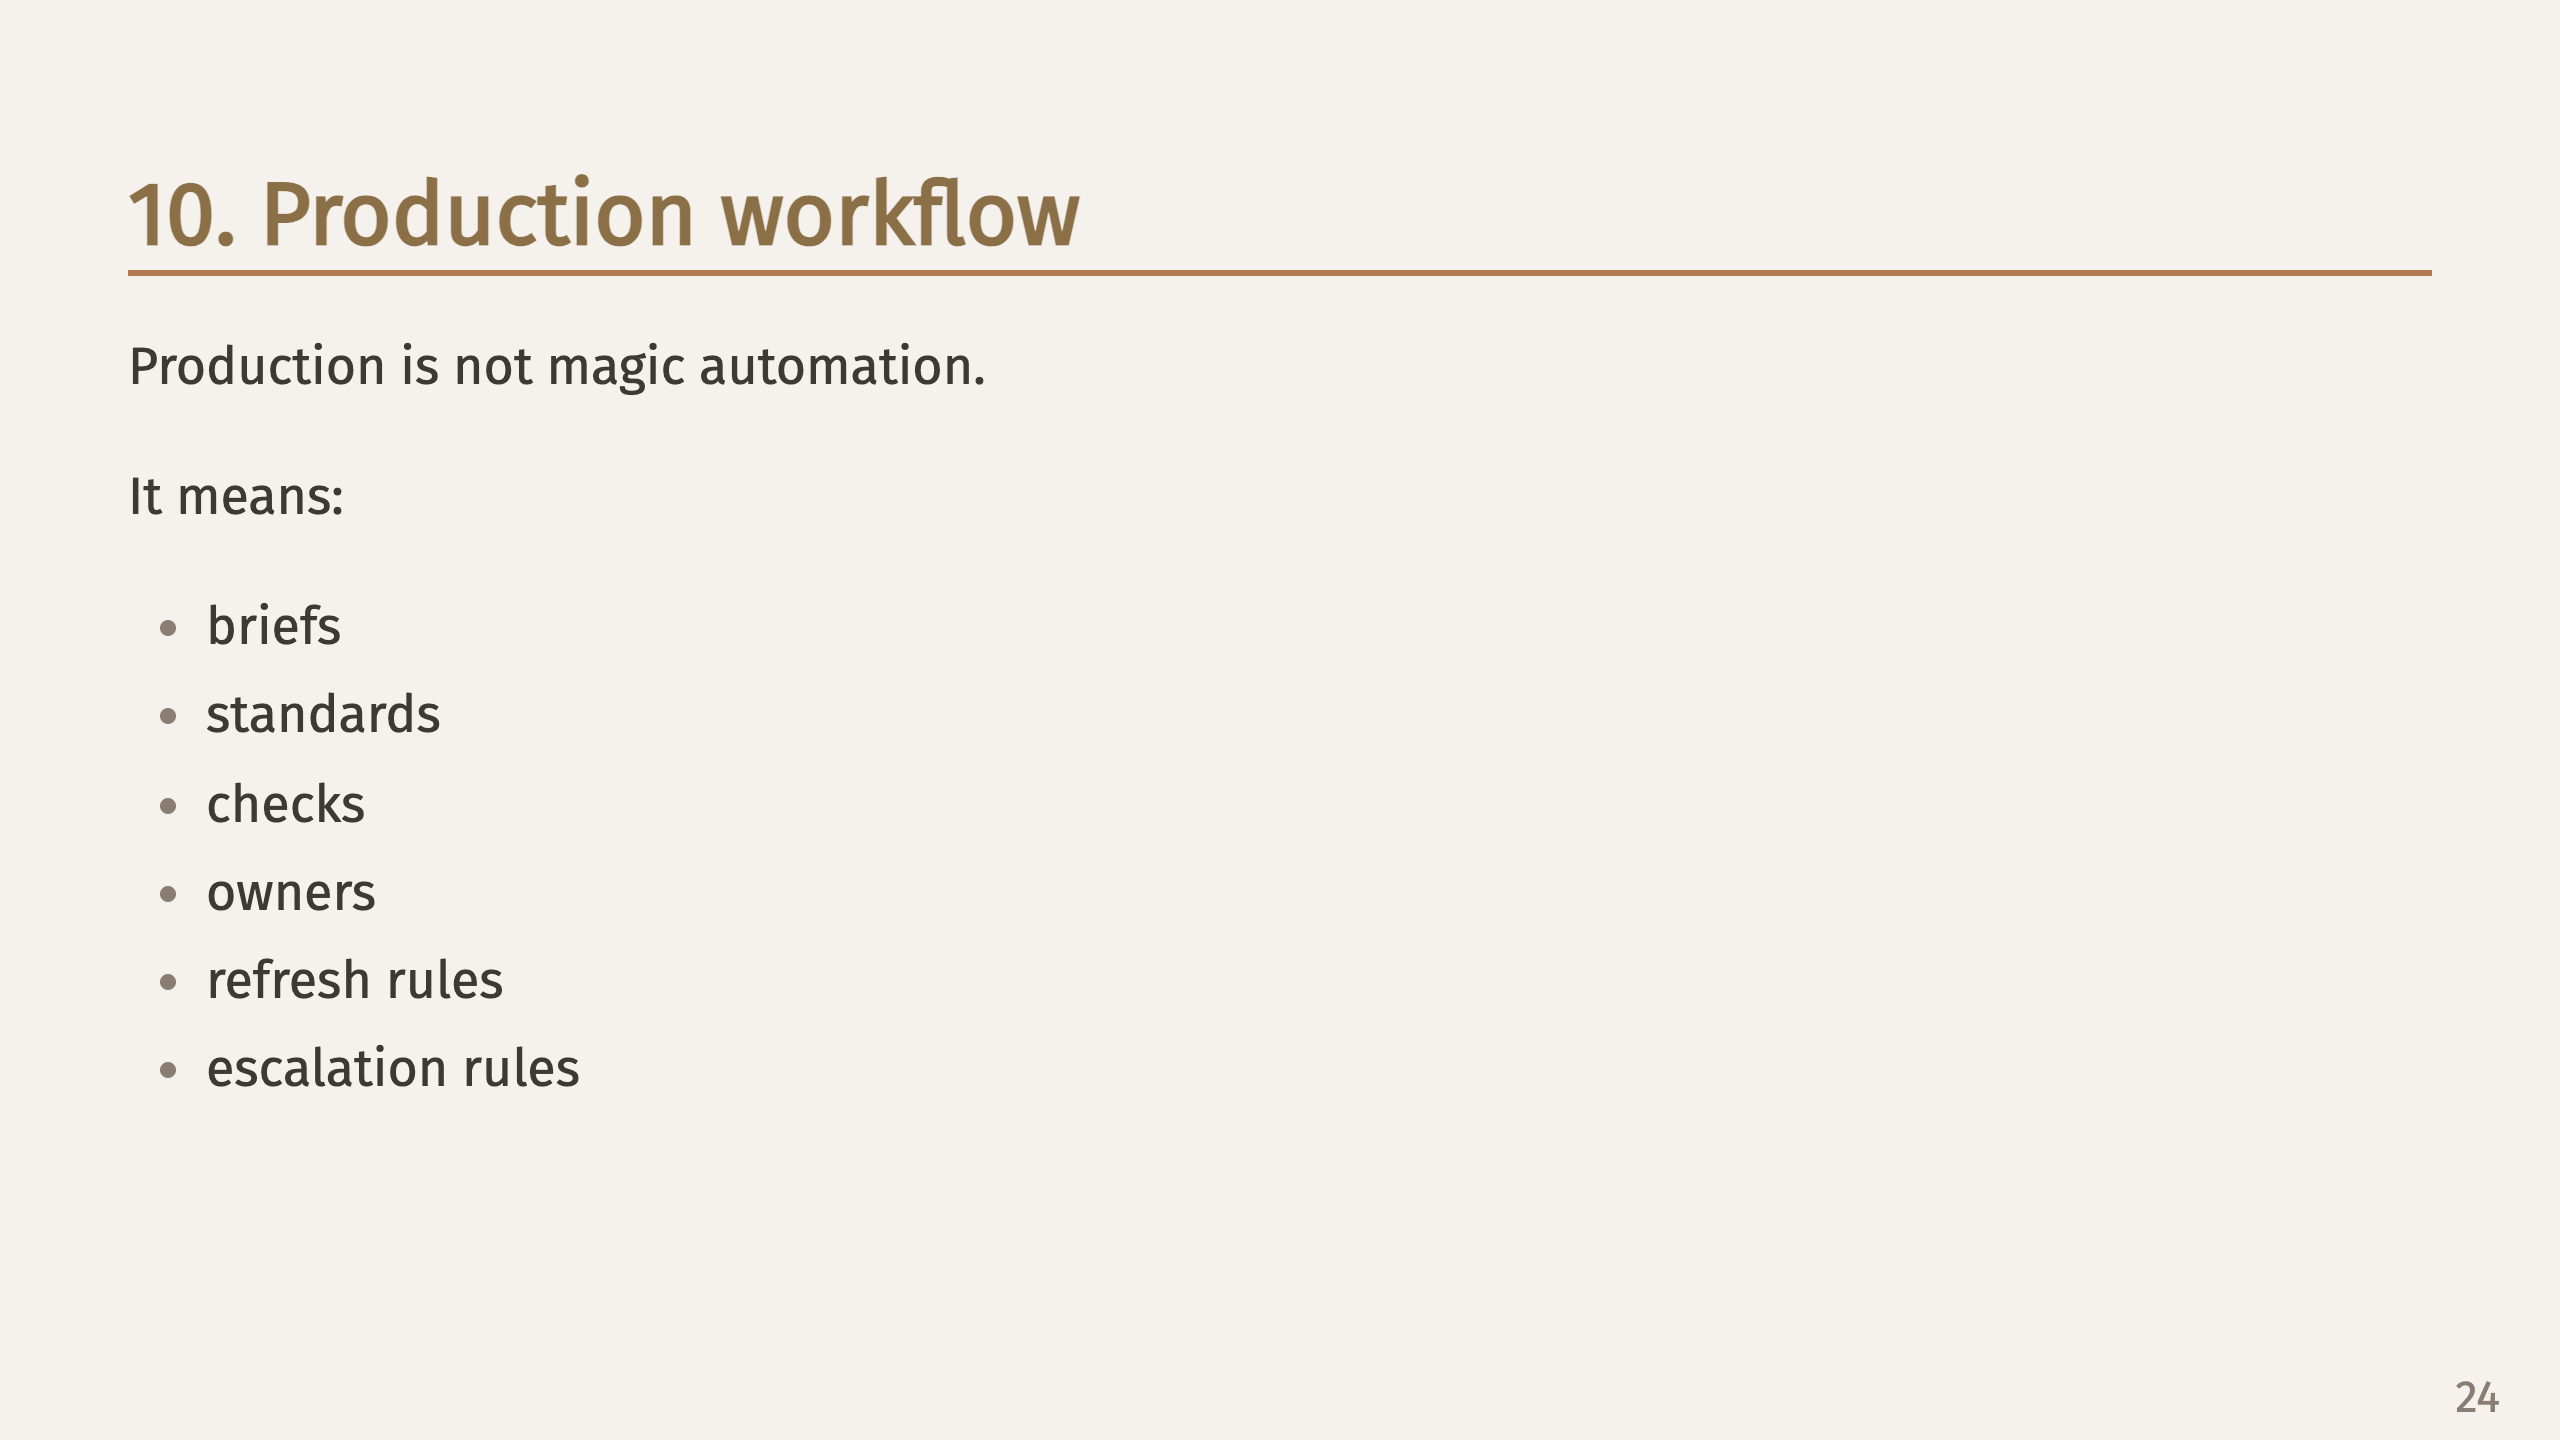 10. Production workflow
Production is not magic automation.
It means:
• briefs
• standards
• checks
• owners
• refresh rules
• escalation rules
24